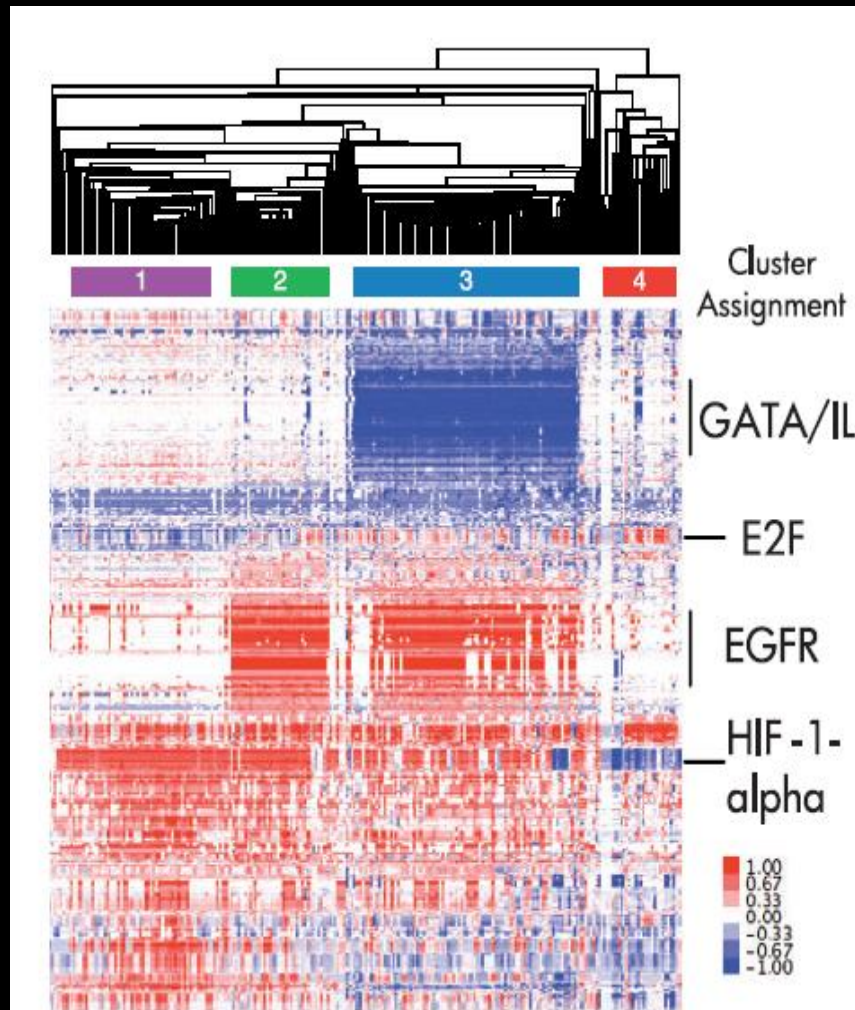 1 2 3 4
Cluster
Assignment
GATA/IL
E2F
EGFR
HIF-1-
alpha
1.00
0.67
0.33
0.00
-0.33
-0.67
-1.00